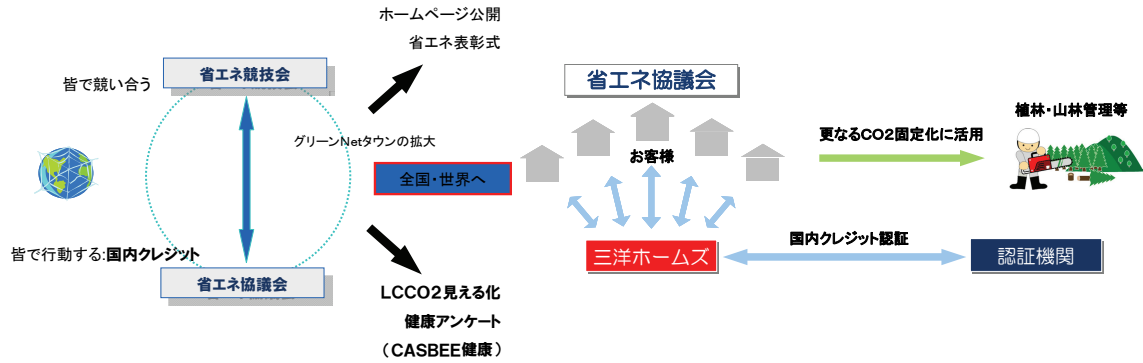 ホームページ公開
省エネ表彰式
省エネ競技会
皆で競い合う
グリーンNetタウンの拡大
全国・世界へ
皆で行動する:国内クレジット
省エネ協議会
LCCO2見える化
健康アンケート
(CASBEE健康)
省エネ協議会
お客様
三洋ホームズ
国内クレジット認証
認証機関
更なるCO2固定化に活用
植林・山林管理等